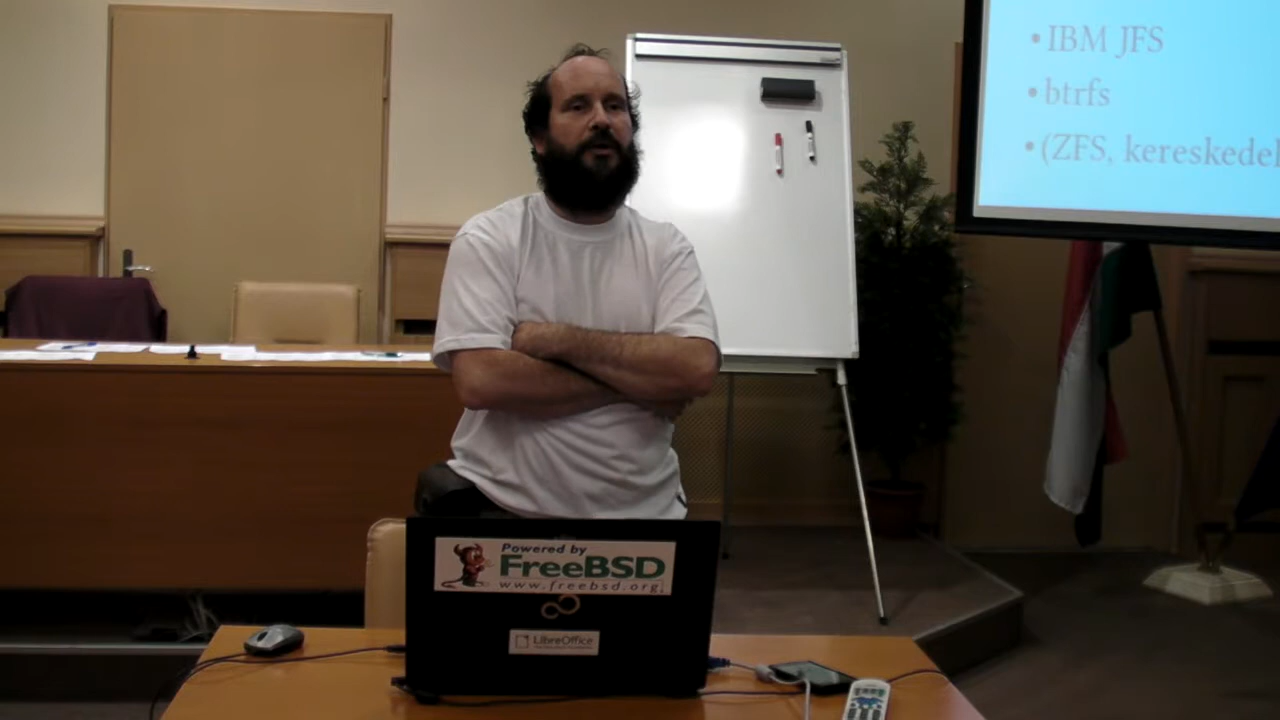 • IBM JFS
• btrfs
• (ZFS, kereskedel
Powered by
FreeBSD
www.freebsd.org
LibreOffice